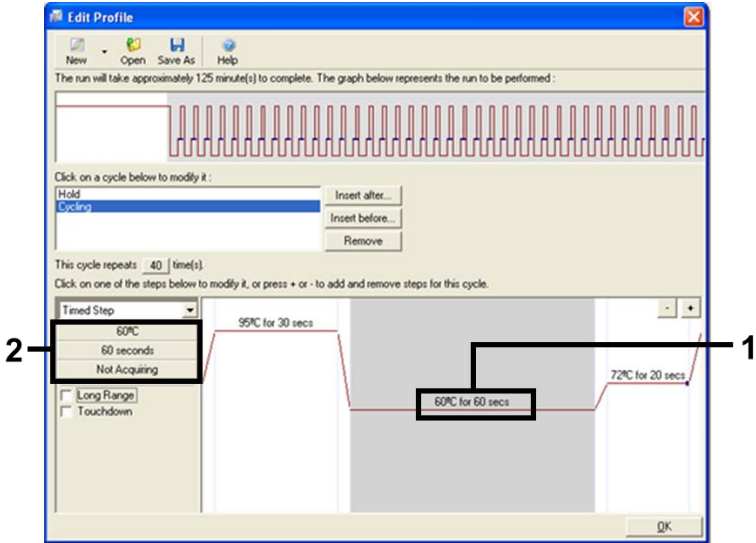 Edit Profile
New Open Save As Help
The run will take approximately 125 minute(s) to complete. The graph below represents the run to be performed :
Click on a cycle below to modify it :
Hold
Cycling
Insert after...
Insert before...
Remove
This cycle repeats 40 time(s).
Click on one of the steps below to modify it, or press + or - to add and remove steps for this cycle.
Timed Step
- +
60ºC
60 seconds
Not Acquiring
Long Range
Touchdown
95ºC for 30 secs
60ºC for 60 secs
72ºC for 20 secs
2
1
OK